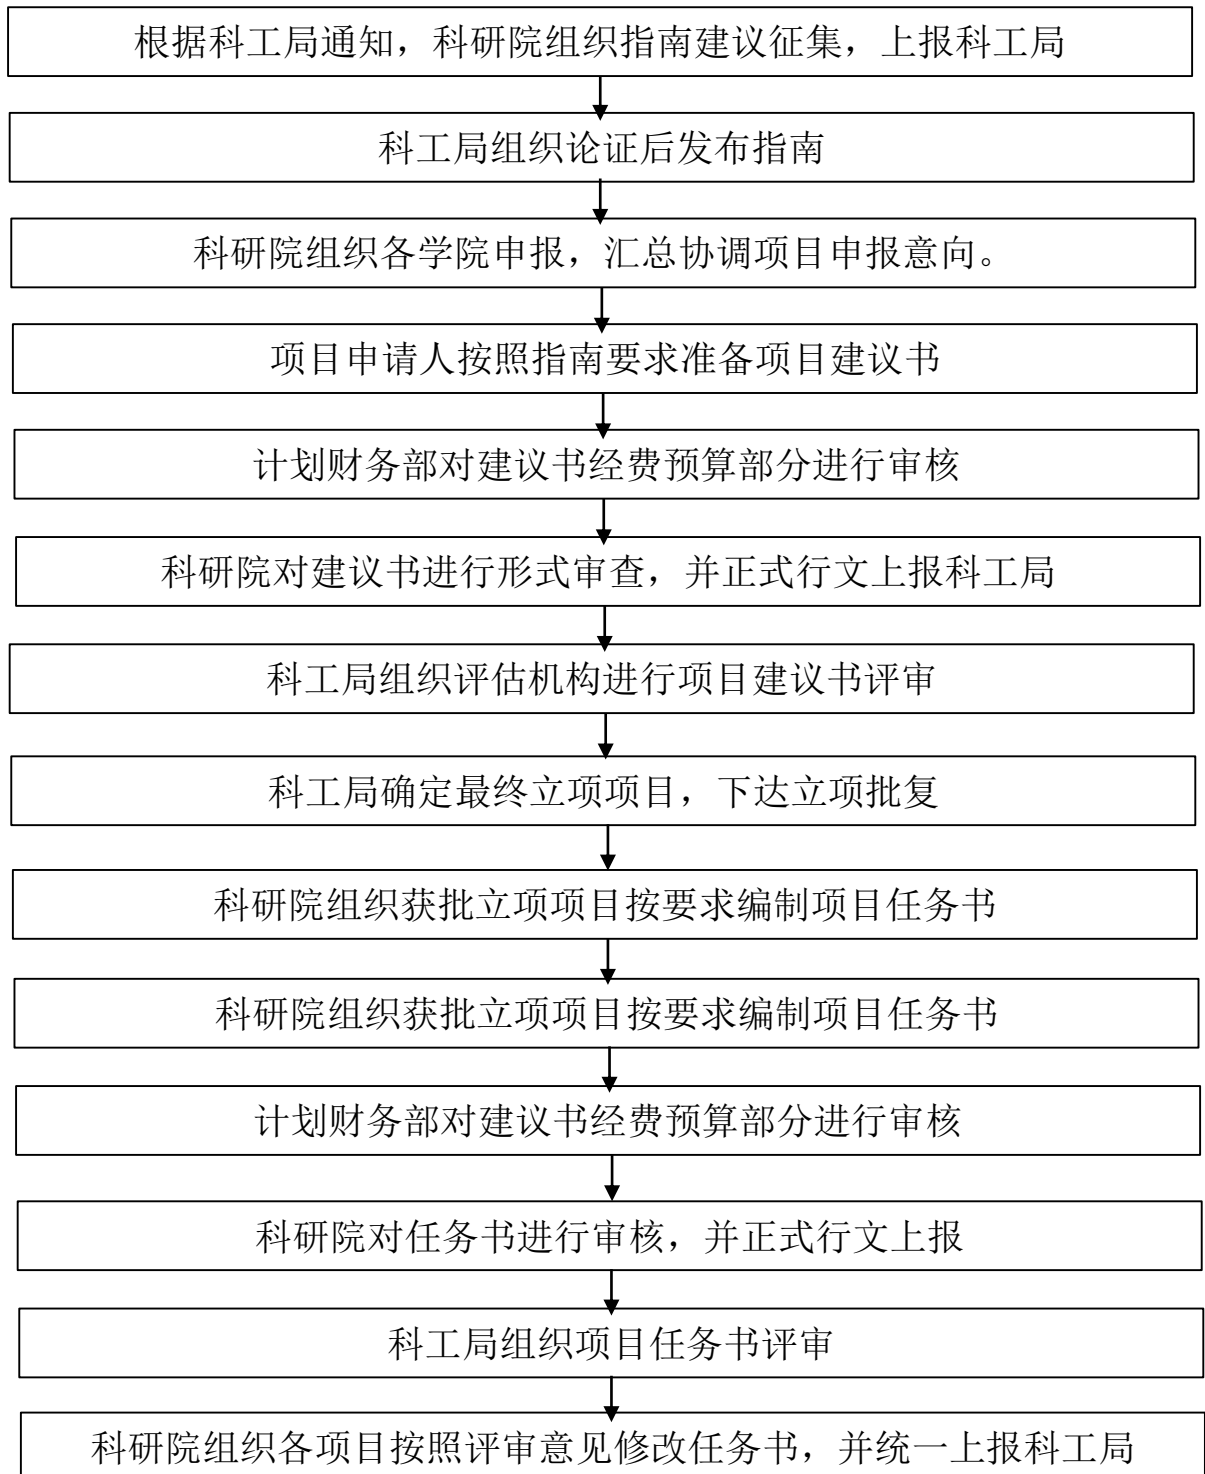 根据科工局通知，科研院组织指南建议征集，上报科工局
科工局组织论证后发布指南
科研院组织各学院申报，汇总协调项目申报意向。
项目申请人按照指南要求准备项目建议书
计划财务部对建议书经费预算部分进行审核
科研院对建议书进行形式审查，并正式行文上报科工局
科工局组织评估机构进行项目建议书评审
科工局确定最终立项项目，下达立项批复
科研院组织获批立项项目按要求编制项目任务书
科研院组织获批立项项目按要求编制项目任务书
计划财务部对建议书经费预算部分进行审核
科研院对任务书进行审核，并正式行文上报
科工局组织项目任务书评审
科研院组织各项目按照评审意见修改任务书，并统一上报科工局